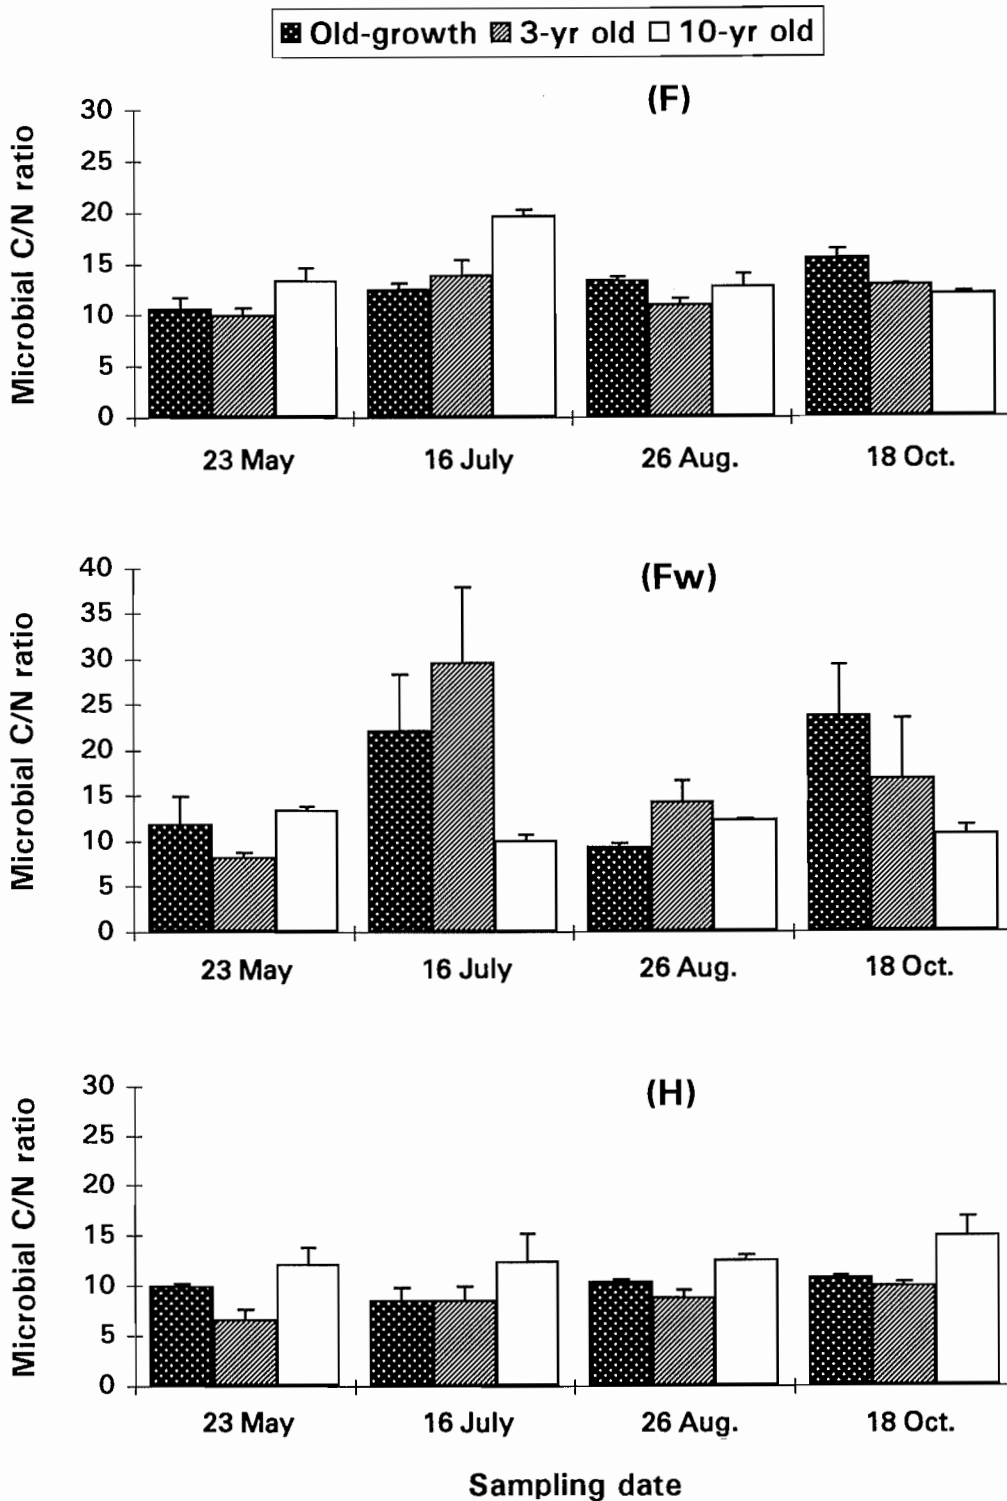 Old-growth 3-yr old 10-yr old
(F)
Microbial C/N ratio
30
25
20
15
10
5
0
23 May 16 July 26 Aug. 18 Oct.
(Fw)
Microbial C/N ratio
40
35
30
25
20
15
10
5
0
23 May 16 July 26 Aug. 18 Oct.
(H)
Microbial C/N ratio
30
25
20
15
10
5
0
23 May 16 July 26 Aug. 18 Oct.
Sampling date